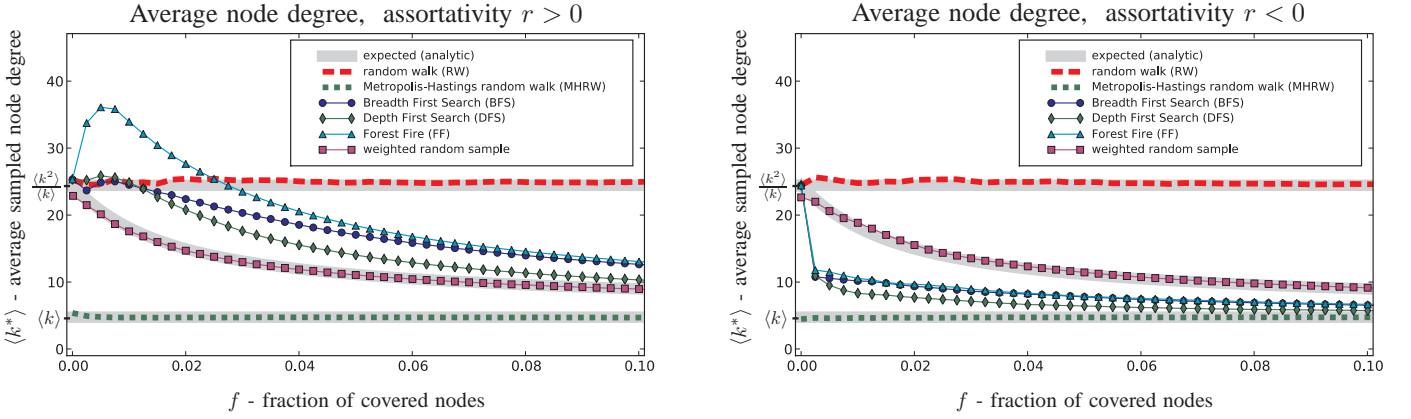 Average node degree, assortativity r > 0
⟨k*⟩ - average sampled node degree
40
30
⟨k²⟩
⟨k⟩
20
10
⟨k⟩
0
expected (analytic)
random walk (RW)
Metropolis-Hastings random walk (MHRW)
Breadth First Search (BFS)
Depth First Search (DFS)
Forest Fire (FF)
weighted random sample
0.00 0.02 0.04 0.06 0.08 0.10
f - fraction of covered nodes
Average node degree, assortativity r < 0
⟨k*⟩ - average sampled node degree
40
30
⟨k²⟩
⟨k⟩
20
10
⟨k⟩
0
expected (analytic)
random walk (RW)
Metropolis-Hastings random walk (MHRW)
Breadth First Search (BFS)
Depth First Search (DFS)
Forest Fire (FF)
weighted random sample
0.00 0.02 0.04 0.06 0.08 0.10
f - fraction of covered nodes